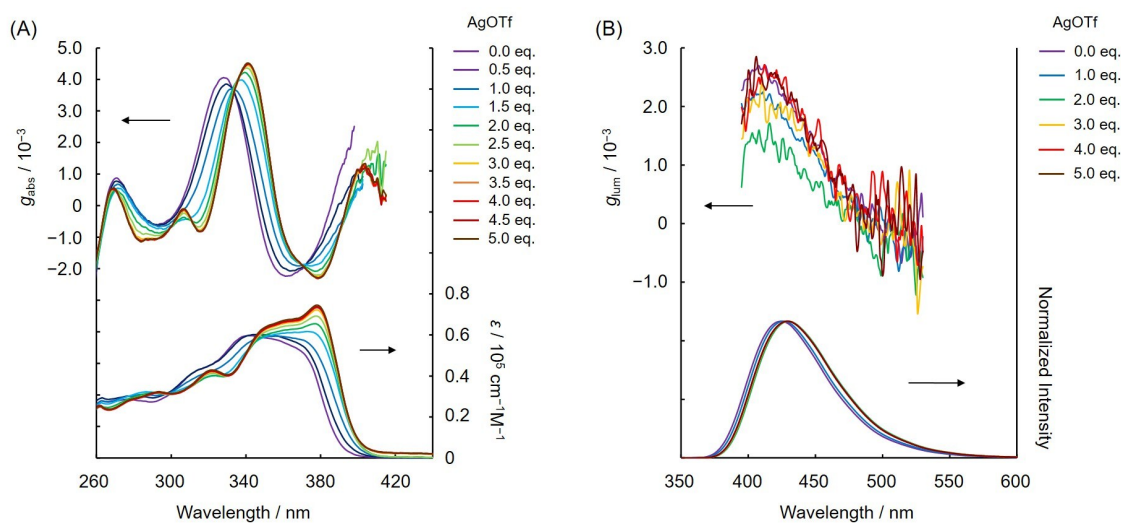 (A)
AgOTf
0.0 eq.
0.5 eq.
1.0 eq.
1.5 eq.
2.0 eq.
2.5 eq.
3.0 eq.
3.5 eq.
4.0 eq.
4.5 eq.
5.0 eq.
5.0
4.0
3.0
2.0
1.0
0
−1.0
−2.0
gabs / 10−3
0.8
0.6
0.4
0.2
0
ε / 105 cm−1M−1
260
300
340
380
420
Wavelength / nm
(B)
AgOTf
0.0 eq.
1.0 eq.
2.0 eq.
3.0 eq.
4.0 eq.
5.0 eq.
3.0
2.0
1.0
0
−1.0
glum / 10−3
Normalized Intensity
350
400
450
500
550
600
Wavelength / nm